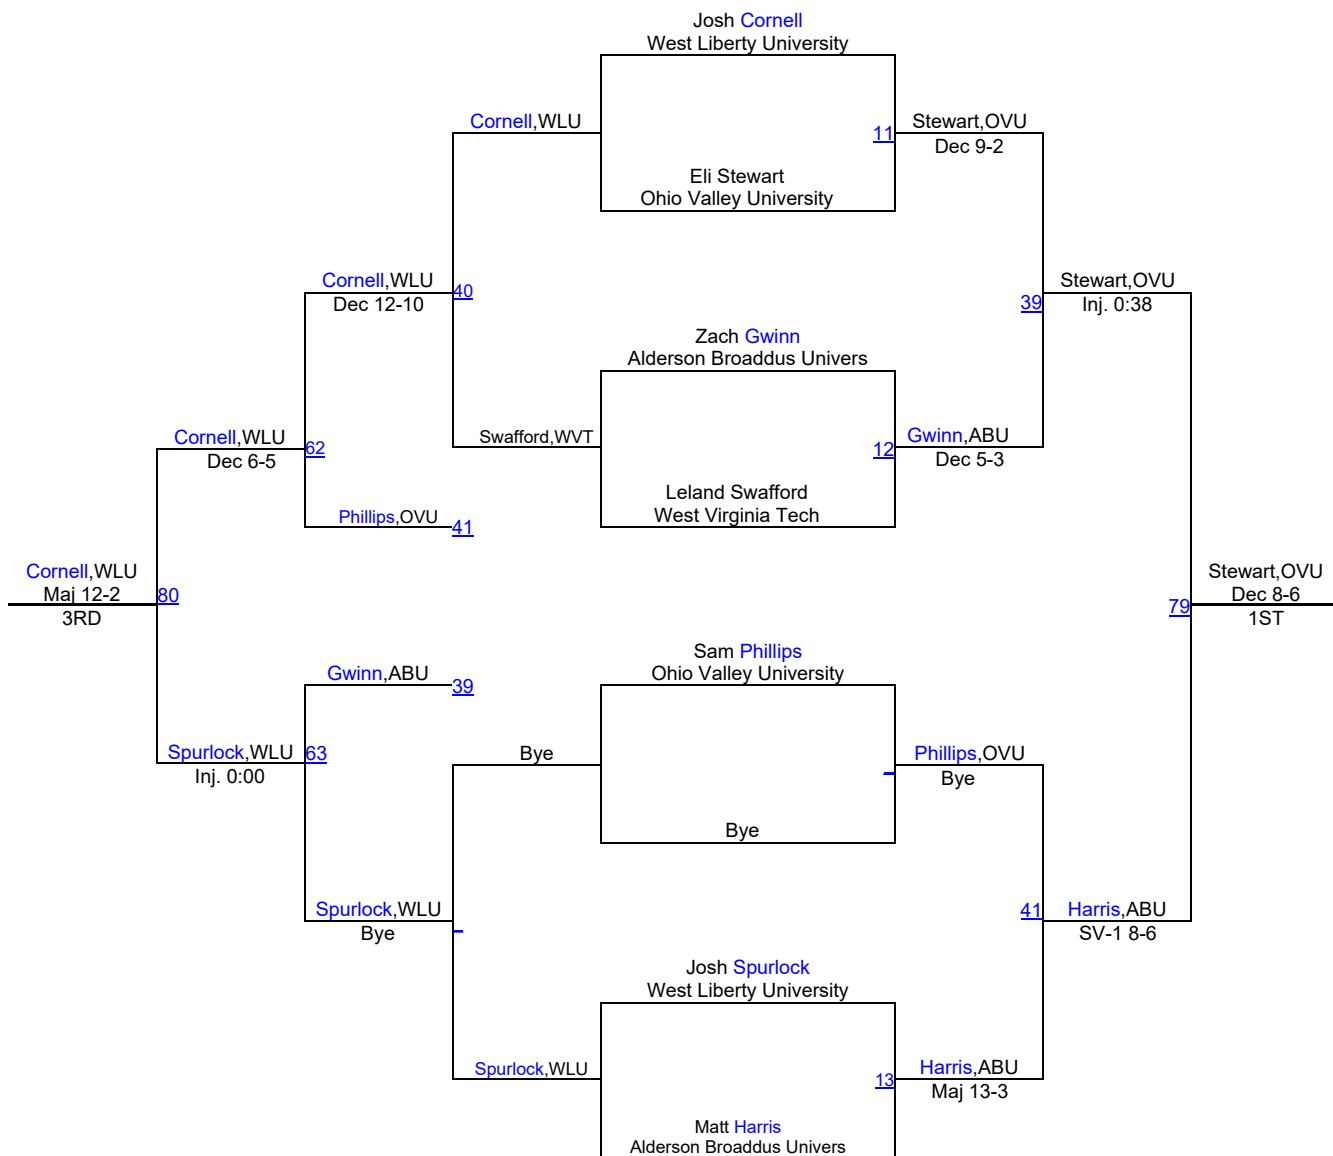 Josh Cornell
West Liberty University
Cornell,WLU
11
Stewart,OVU
Dec 9-2
Eli Stewart
Ohio Valley University
Cornell,WLU
Dec 12-10
40
Stewart,OVU
Inj. 0:38
39
Zach Gwinn
Alderson Broaddus Univers
Cornell,WLU
Dec 6-5
62
Swafford,WVT
12
Gwinn,ABU
Dec 5-3
Leland Swafford
West Virginia Tech
Phillips,OVU
41
Cornell,WLU
Maj 12-2
3RD
80
Stewart,OVU
Dec 8-6
1ST
79
Sam Phillips
Ohio Valley University
Gwinn,ABU
39
Spurlock,WLU
Inj. 0:00
63
Bye
Phillips,OVU
Bye
Bye
Spurlock,WLU
Bye
41
Harris,ABU
SV-1 8-6
Josh Spurlock
West Liberty University
Spurlock,WLU
13
Harris,ABU
Maj 13-3
Matt Harris
Alderson Broaddus Univers